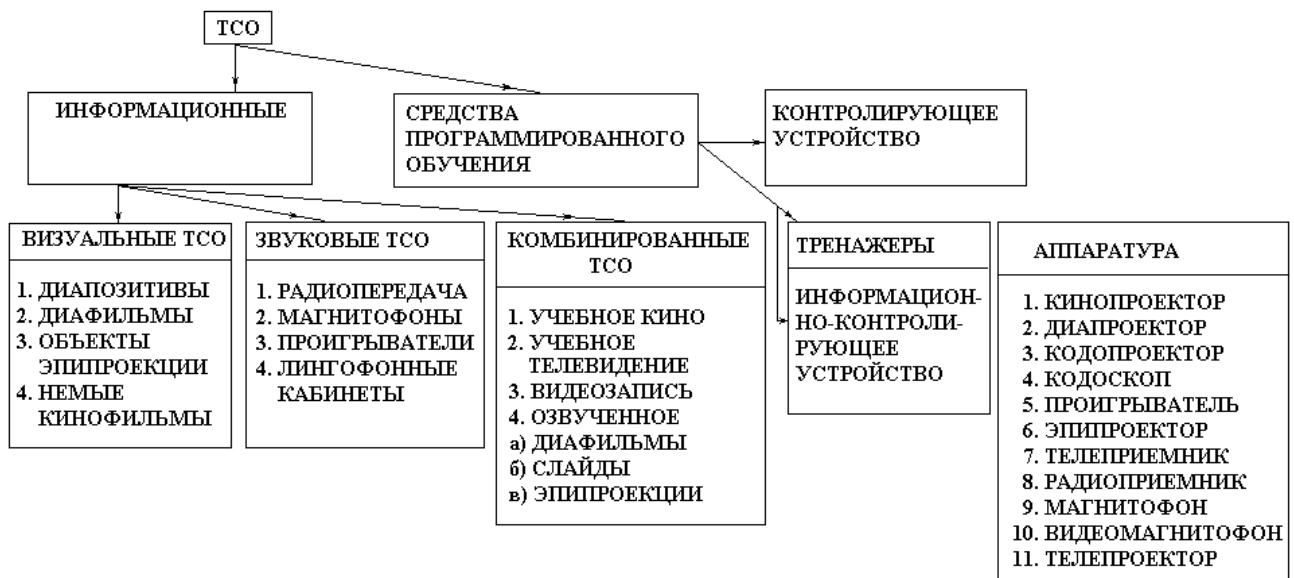 ТСО
ИНФОРМАЦИОННЫЕ
СРЕДСТВА
ПРОГРАММИРОВАННОГО
ОБУЧЕНИЯ
КОНТРОЛИРУЮЩЕЕ
УСТРОЙСТВО
ВИЗУАЛЬНЫЕ ТСО
1. ДИАПОЗИТИВЫ
2. ДИАФИЛЬМЫ
3. ОБЪЕКТЫ
ЭПИПРОЕКЦИИ
4. НЕМЫЕ
КИНОФИЛЬМЫ
ЗВУКОВЫЕ ТСО
1. РАДИОПЕРЕДАЧА
2. МАГНИТОФОНЫ
3. ПРОИГРЫВАТЕЛИ
4. ЛИНГОФОННЫЕ
КАБИНЕТЫ
КОМБИНИРОВАННЫЕ
ТСО
1. УЧЕБНОЕ КИНО
2. УЧЕБНОЕ
ТЕЛЕВИДЕНИЕ
3. ВИДЕОЗАПИСЬ
4. ОЗВУЧЕННОЕ
а) ДИАФИЛЬМЫ
б) СЛАЙДЫ
в) ЭПИПРОЕКЦИИ
ТРЕНАЖЕРЫ
ИНФОРМАЦИОН-
НО-КОНТРОЛИ-
РУЮЩЕЕ
УСТРОЙСТВО
АППАРАТУРА
1. КИНОПРОЕКТОР
2. ДИАПРОЕКТОР
3. КОДОПРОЕКТОР
4. КОДОСКОП
5. ПРОИГРЫВАТЕЛЬ
6. ЭПИПРОЕКТОР
7. ТЕЛЕПРИЕМНИК
8. РАДИОПРИЕМНИК
9. МАГНИТОФОН
10. ВИДЕОМАГНИТОФОН
11. ТЕЛЕПРОЕКТОР